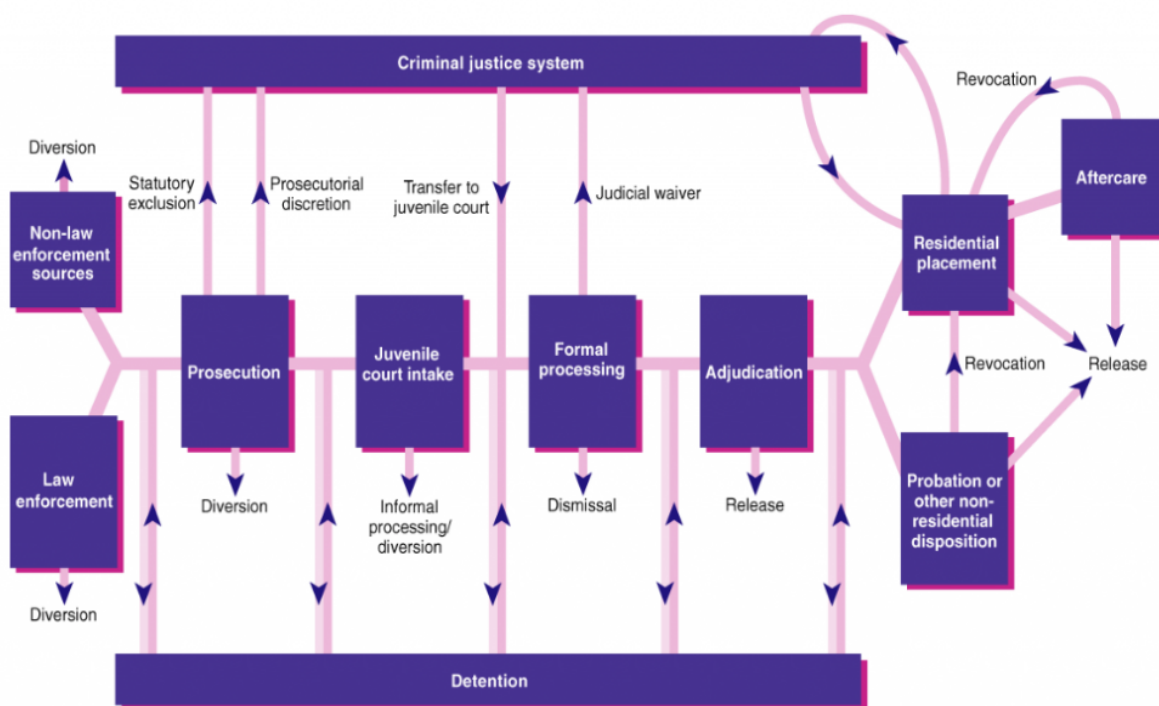 Criminal justice system
Revocation
Diversion
Aftercare
Statutory
exclusion
Prosecutorial
discretion
Transfer to
juvenile court
Judicial waiver
Non-law
enforcement
sources
Residential
placement
Prosecution
Juvenile
court intake
Formal
processing
Adjudication
Revocation
Release
Law
enforcement
Diversion
Informal
processing/
diversion
Dismissal
Release
Probation or
other non-
residential
disposition
Diversion
Detention